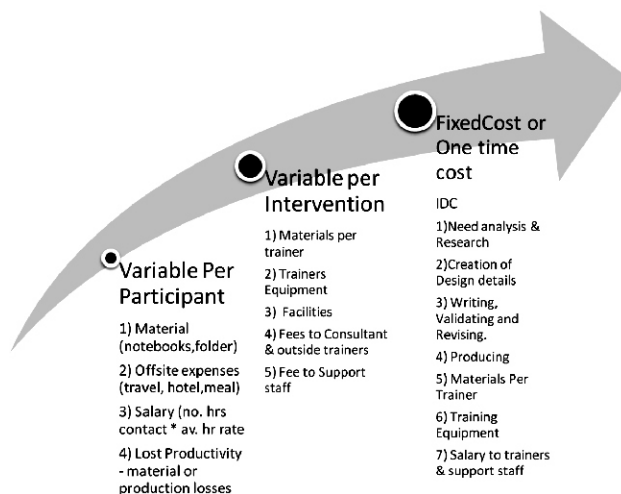 Variable Per
Participant
1) Material
(notebooks,folder)
2) Offsite expenses
(travel, hotel,meal)
3) Salary (no. hrs
contact * av. hr rate
4) Lost Productivity
- material or
production losses
Variable per
Intervention
1) Materials per
trainer
2) Trainers
Equipment
3) Facilities
4) Fees to Consultant
& outside trainers
5) Fee to Support
staff
FixedCost or
One time
cost
IDC
1)Need analysis &
Research
2)Creation of
Design details
3) Writing,
Validating and
Revising.
4) Producing
5) Materials Per
Trainer
6) Training
Equipment
7) Salary to trainers
& support staff